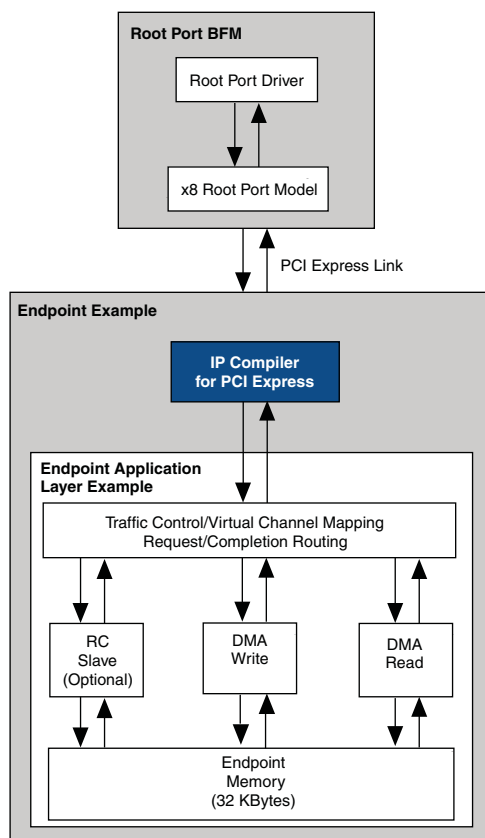 Root Port BFM
Root Port Driver
x8 Root Port Model
PCI Express Link
Endpoint Example
IP Compiler
for PCI Express
Endpoint Application
Layer Example
Traffic Control/Virtual Channel Mapping
Request/Completion Routing
RC
Slave
(Optional)
DMA
Write
DMA
Read
Endpoint
Memory
(32 KBytes)